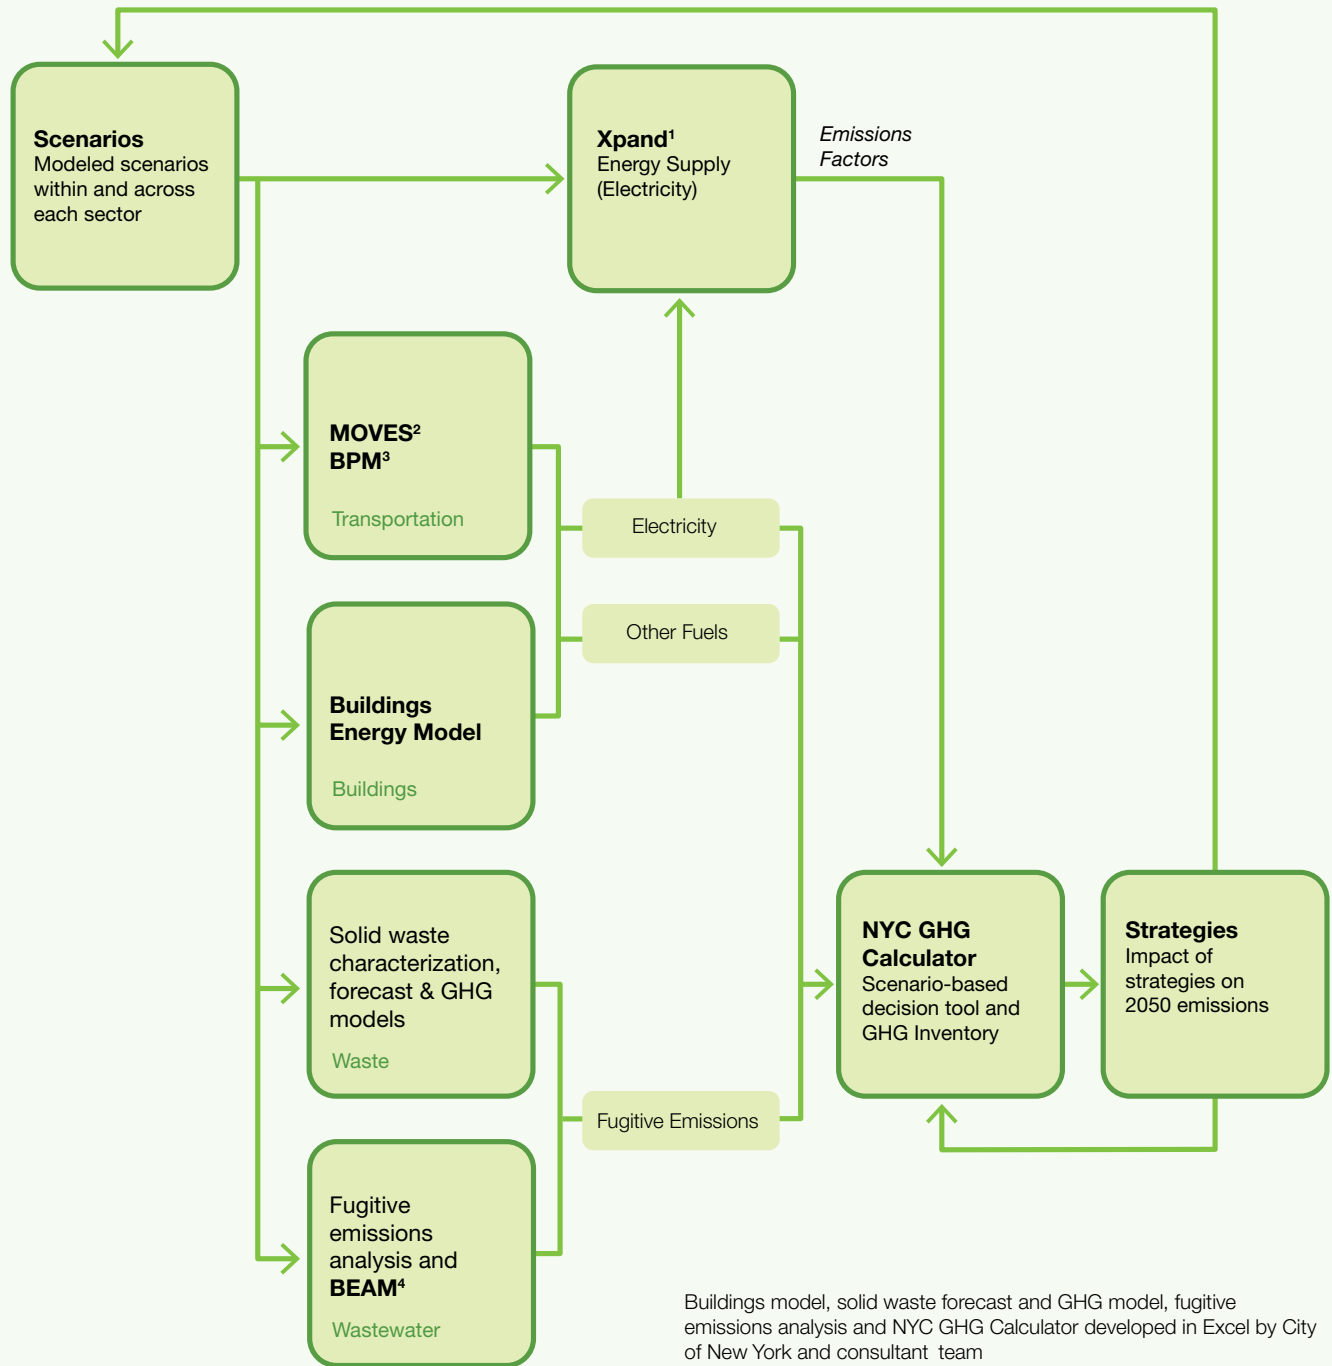 Scenarios
Modeled scenarios
within and across
each sector
Xpand¹
Energy Supply
(Electricity)
Emissions
Factors
MOVES²
BPM³
Transportation
Electricity
Other Fuels
Buildings
Energy Model
Buildings
Solid waste
characterization,
forecast & GHG
models
Waste
NYC GHG
Calculator
Scenario-based
decision tool and
GHG Inventory
Strategies
Impact of
strategies on
2050 emissions
Fugitive Emissions
Fugitive
emissions
analysis and
BEAM⁴
Wastewater
Buildings model, solid waste forecast and GHG model, fugitive
emissions analysis and NYC GHG Calculator developed in Excel by City
of New York and consultant team